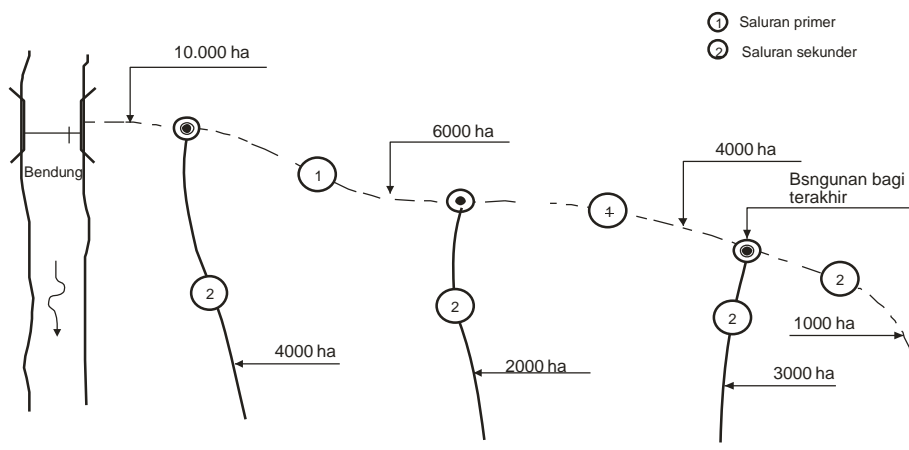 1 Saluran primer
2 Saluran sekunder
10.000 ha
6000 ha
4000 ha
Bsngunan bagi
terakhir
Bendung
1
1
2
2
2
2
1000 ha
4000 ha
2000 ha
3000 ha